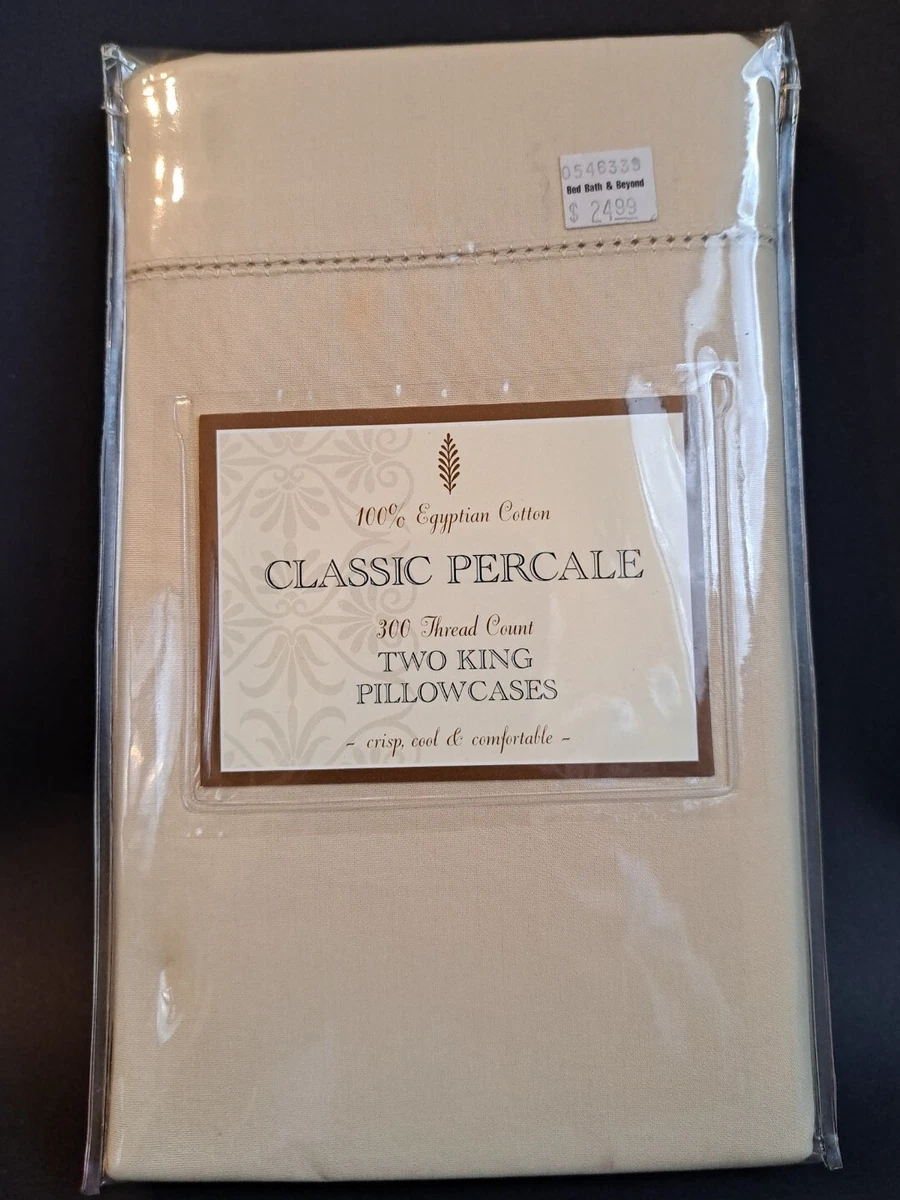 0546339
Bed Bath & Beyond
$ 24.99
100% Egyptian Cotton
CLASSIC PERCALE
300 Thread Count
TWO KING
PILLOWCASES
~ crisp, cool & comfortable ~